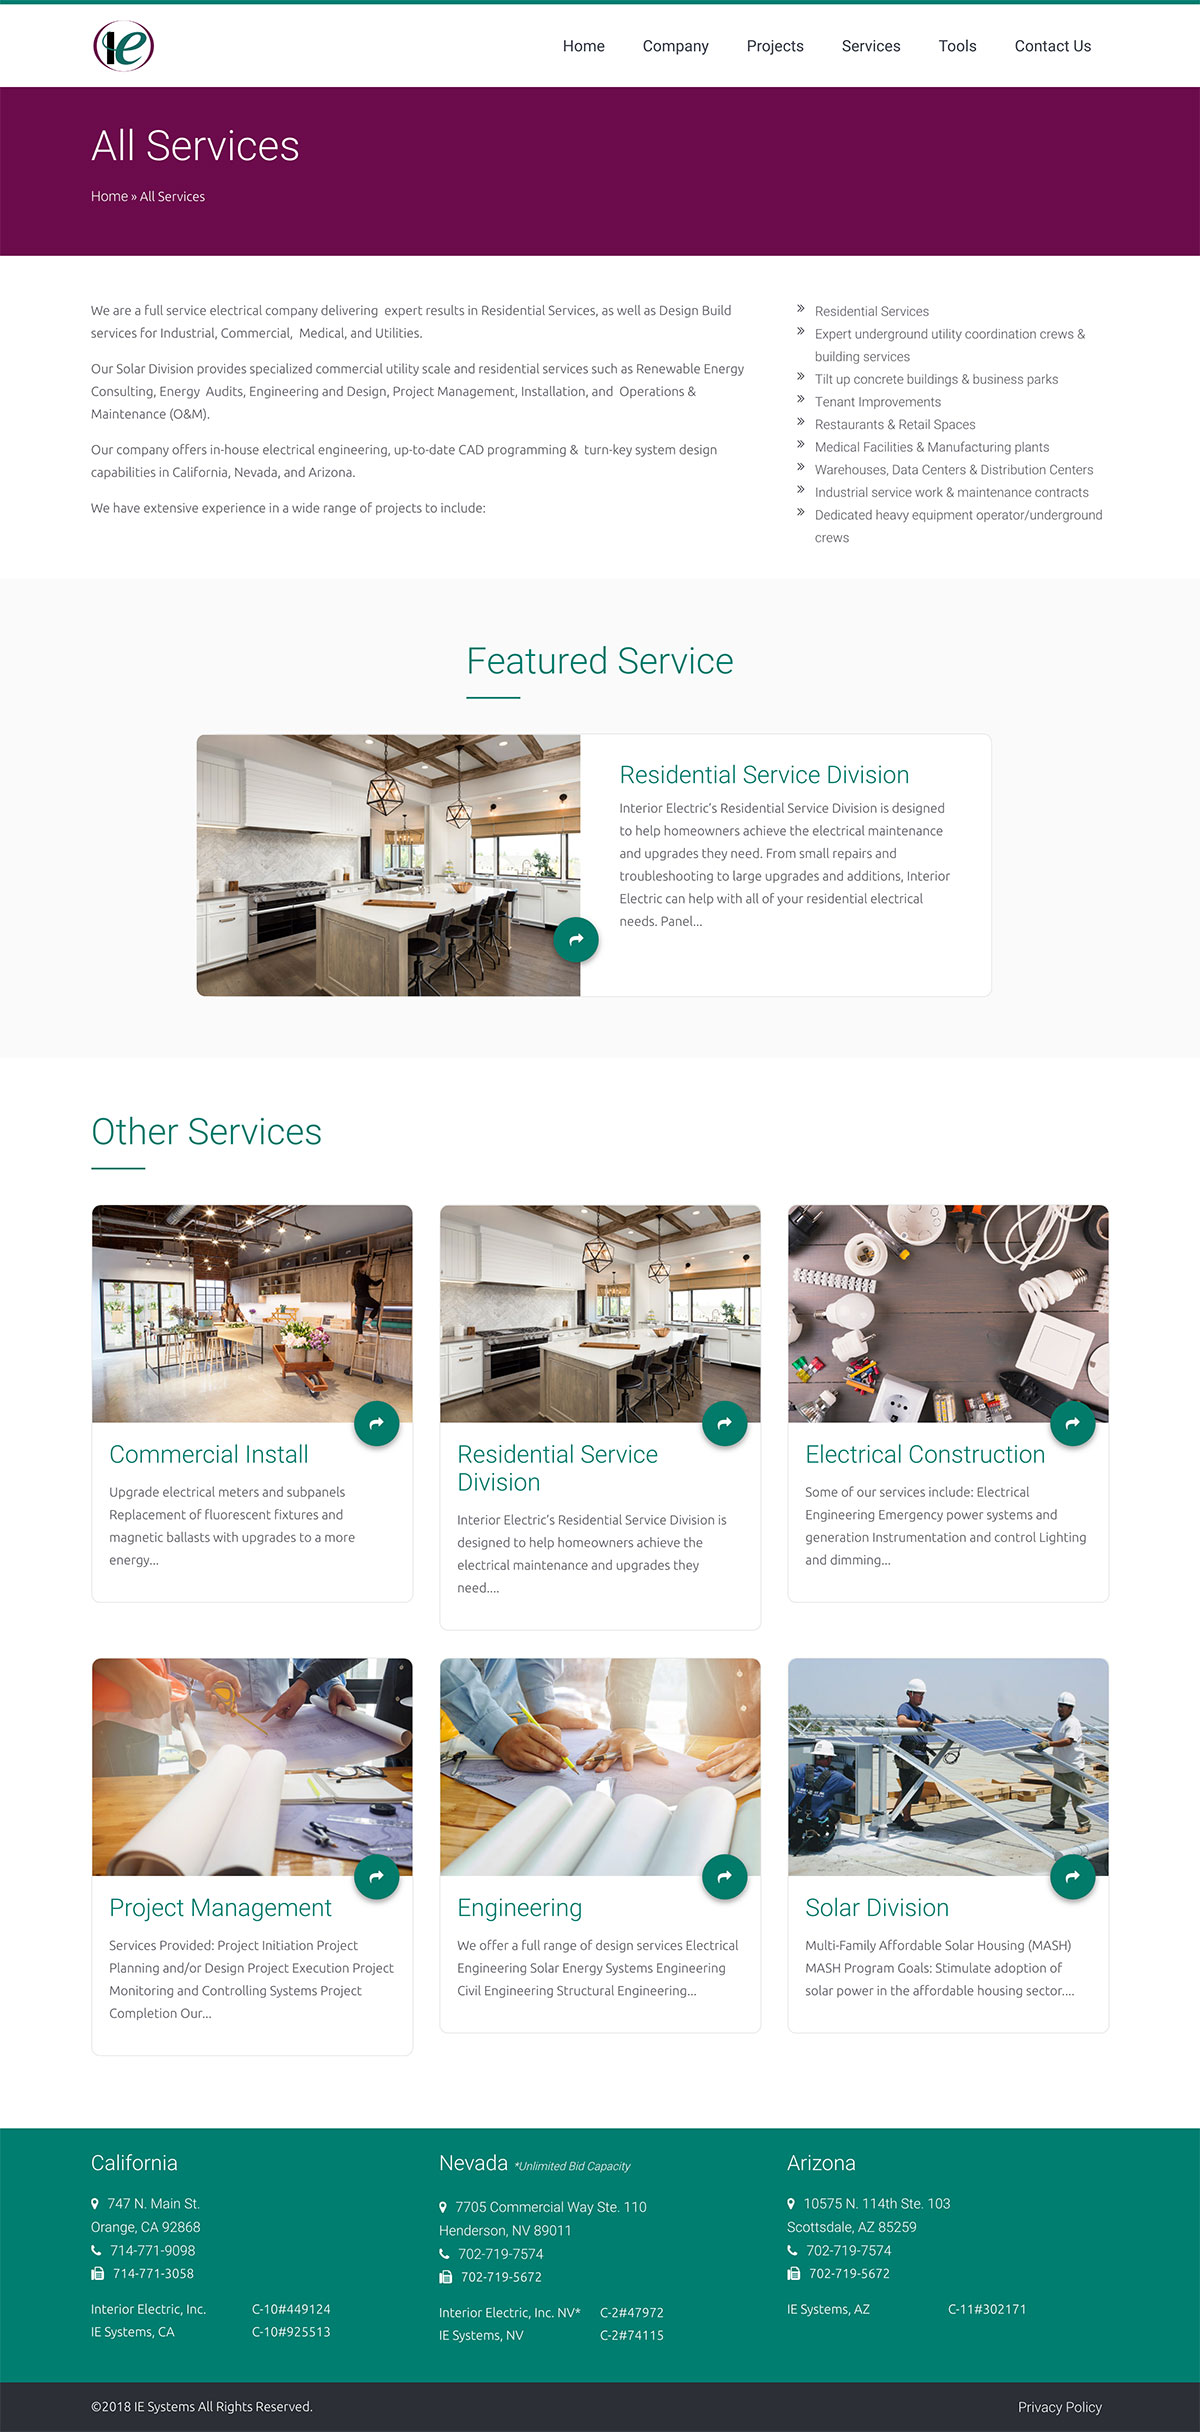 IE
Home
Company
Projects
Services
Tools
Contact Us
All Services
Home » All Services
We are a full service electrical company delivering expert results in Residential Services, as well as Design Build
services for Industrial, Commercial, Medical, and Utilities.
Our Solar Division provides specialized commercial utility scale and residential services such as Renewable Energy
Consulting, Energy Audits, Engineering and Design, Project Management, Installation, and Operations &
Maintenance (O&M).
Our company offers in-house electrical engineering, up-to-date CAD programming & turn-key system design
capabilities in California, Nevada, and Arizona.
We have extensive experience in a wide range of projects to include:
Residential Services
Expert underground utility coordination crews &
building services
Tilt up concrete buildings & business parks
Tenant Improvements
Restaurants & Retail Spaces
Medical Facilities & Manufacturing plants
Warehouses, Data Centers & Distribution Centers
Industrial service work & maintenance contracts
Dedicated heavy equipment operator/underground
crews
Featured Service
Residential Service Division
Interior Electric's Residential Service Division is designed
to help homeowners achieve the electrical maintenance
and upgrades they need. From small repairs and
troubleshooting to large upgrades and additions, Interior
Electric can help with all of your residential electrical
needs. Panel...
Other Services
Commercial Install
Upgrade electrical meters and subpanels
Replacement of fluorescent fixtures and
magnetic ballasts with upgrades to a more
energy...
Residential Service
Division
Interior Electric's Residential Service Division is
designed to help homeowners achieve the
electrical maintenance and upgrades they
need....
Electrical Construction
Some of our services include: Electrical
Engineering Emergency power systems and
generation Instrumentation and control Lighting
and dimming...
Project Management
Services Provided: Project Initiation Project
Planning and/or Design Project Execution Project
Monitoring and Controlling Systems Project
Completion Our...
Engineering
We offer a full range of design services Electrical
Engineering Solar Energy Systems Engineering
Civil Engineering Structural Engineering...
Solar Division
Multi-Family Affordable Solar Housing (MASH)
MASH Program Goals: Stimulate adoption of
solar power in the affordable housing sector....
California
747 N. Main St.
Orange, CA 92868
714-771-9098
714-771-3058
Interior Electric, Inc. C-10#449124
IE Systems, CA C-10#925513
Nevada *Unlimited Bid Capacity
7705 Commercial Way Ste. 110
Henderson, NV 89011
702-719-7574
702-719-5672
Interior Electric, Inc. NV* C-2#47972
IE Systems, NV C-2#74115
Arizona
10575 N. 114th Ste. 103
Scottsdale, AZ 85259
702-719-7574
702-719-5672
IE Systems, AZ C-11#302171
©2018 IE Systems All Rights Reserved.
Privacy Policy